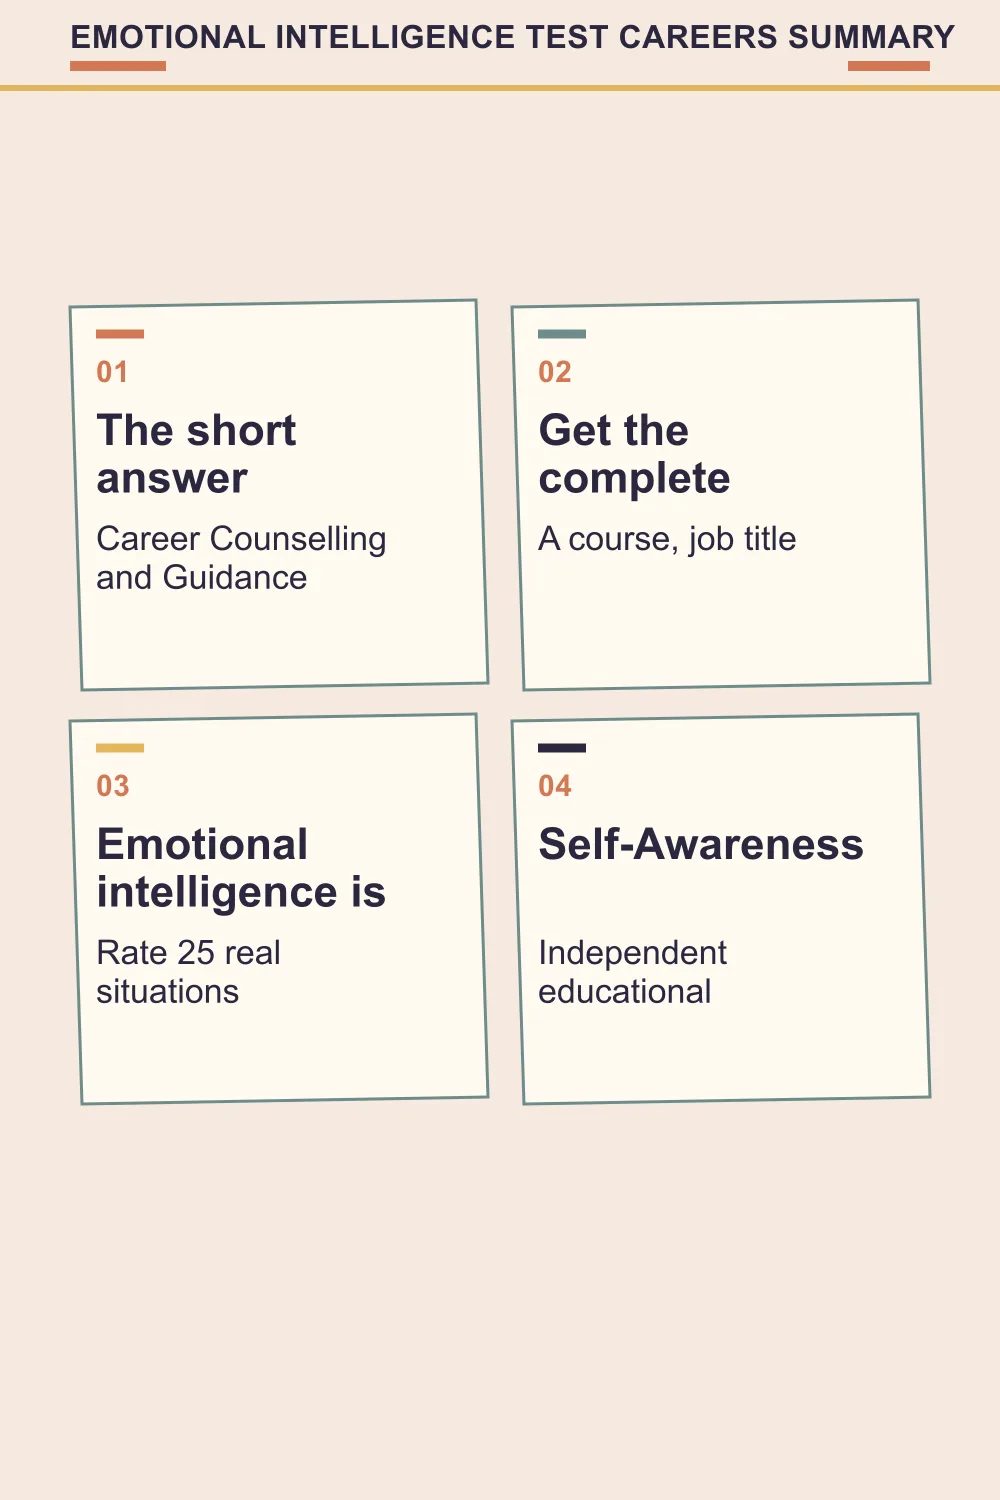 EMOTIONAL INTELLIGENCE TEST CAREERS SUMMARY
01
The short
answer
Career Counselling
and Guidance
02
Get the
complete
A course, job title
03
Emotional
intelligence is
Rate 25 real
situations
04
Self-Awareness
Independent
educational